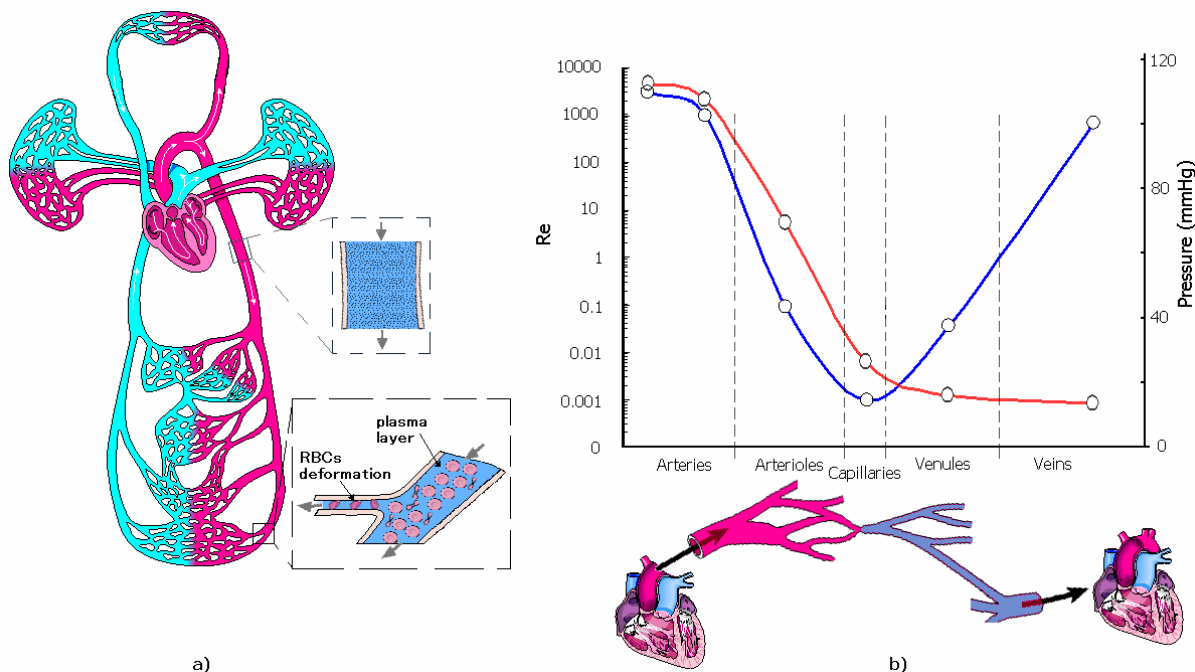 plasma
layer
RBCs
deformation
a)
Re
10000
1000
100
10
1
0.1
0.01
0.001
0
120
80
40
0
Pressure (mmHg)
Arteries
Arterioles
Capillaries
Venules
Veins
b)